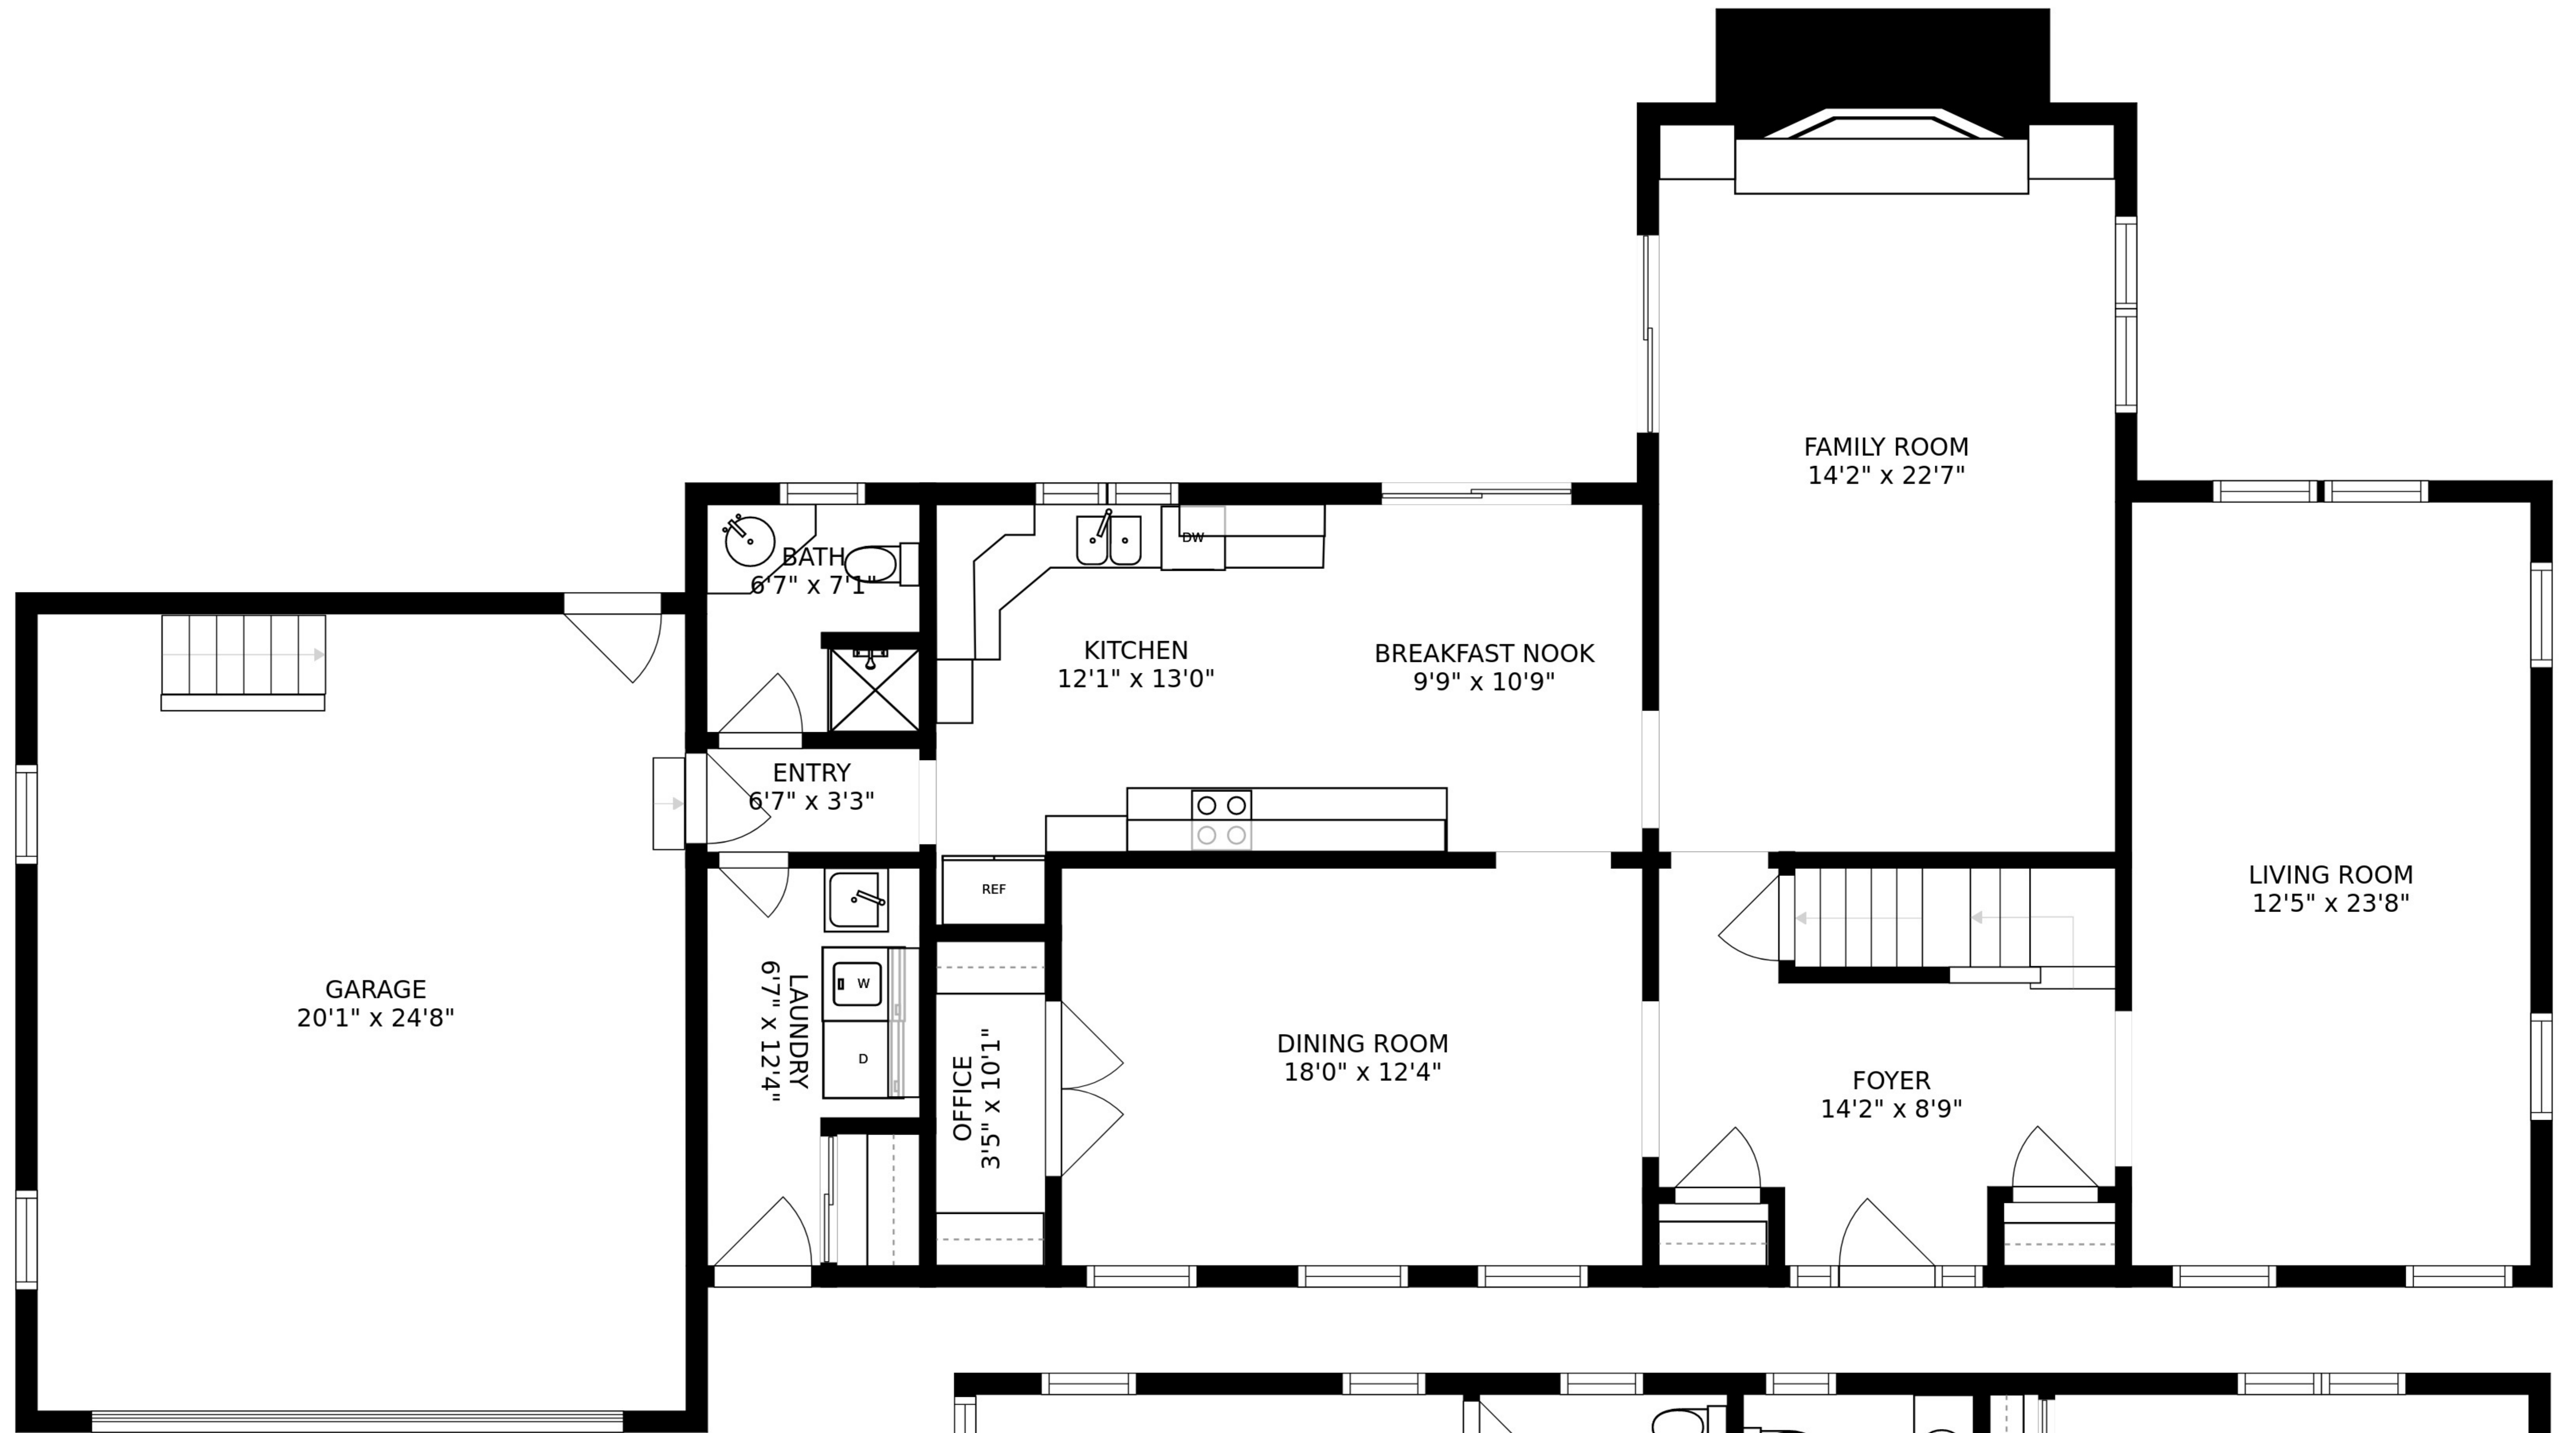 FAMILY ROOM
14'2" x 22'7"
BATH
6'7" x 7'1"
DW
KITCHEN
12'1" x 13'0"
BREAKFAST NOOK
9'9" x 10'9"
ENTRY
6'7" x 3'3"
REF
LIVING ROOM
12'5" x 23'8"
GARAGE
20'1" x 24'8"
LAUNDRY
6'7" x 12'4"
W
D
OFFICE
3'5" x 10'1"
DINING ROOM
18'0" x 12'4"
FOYER
14'2" x 8'9"